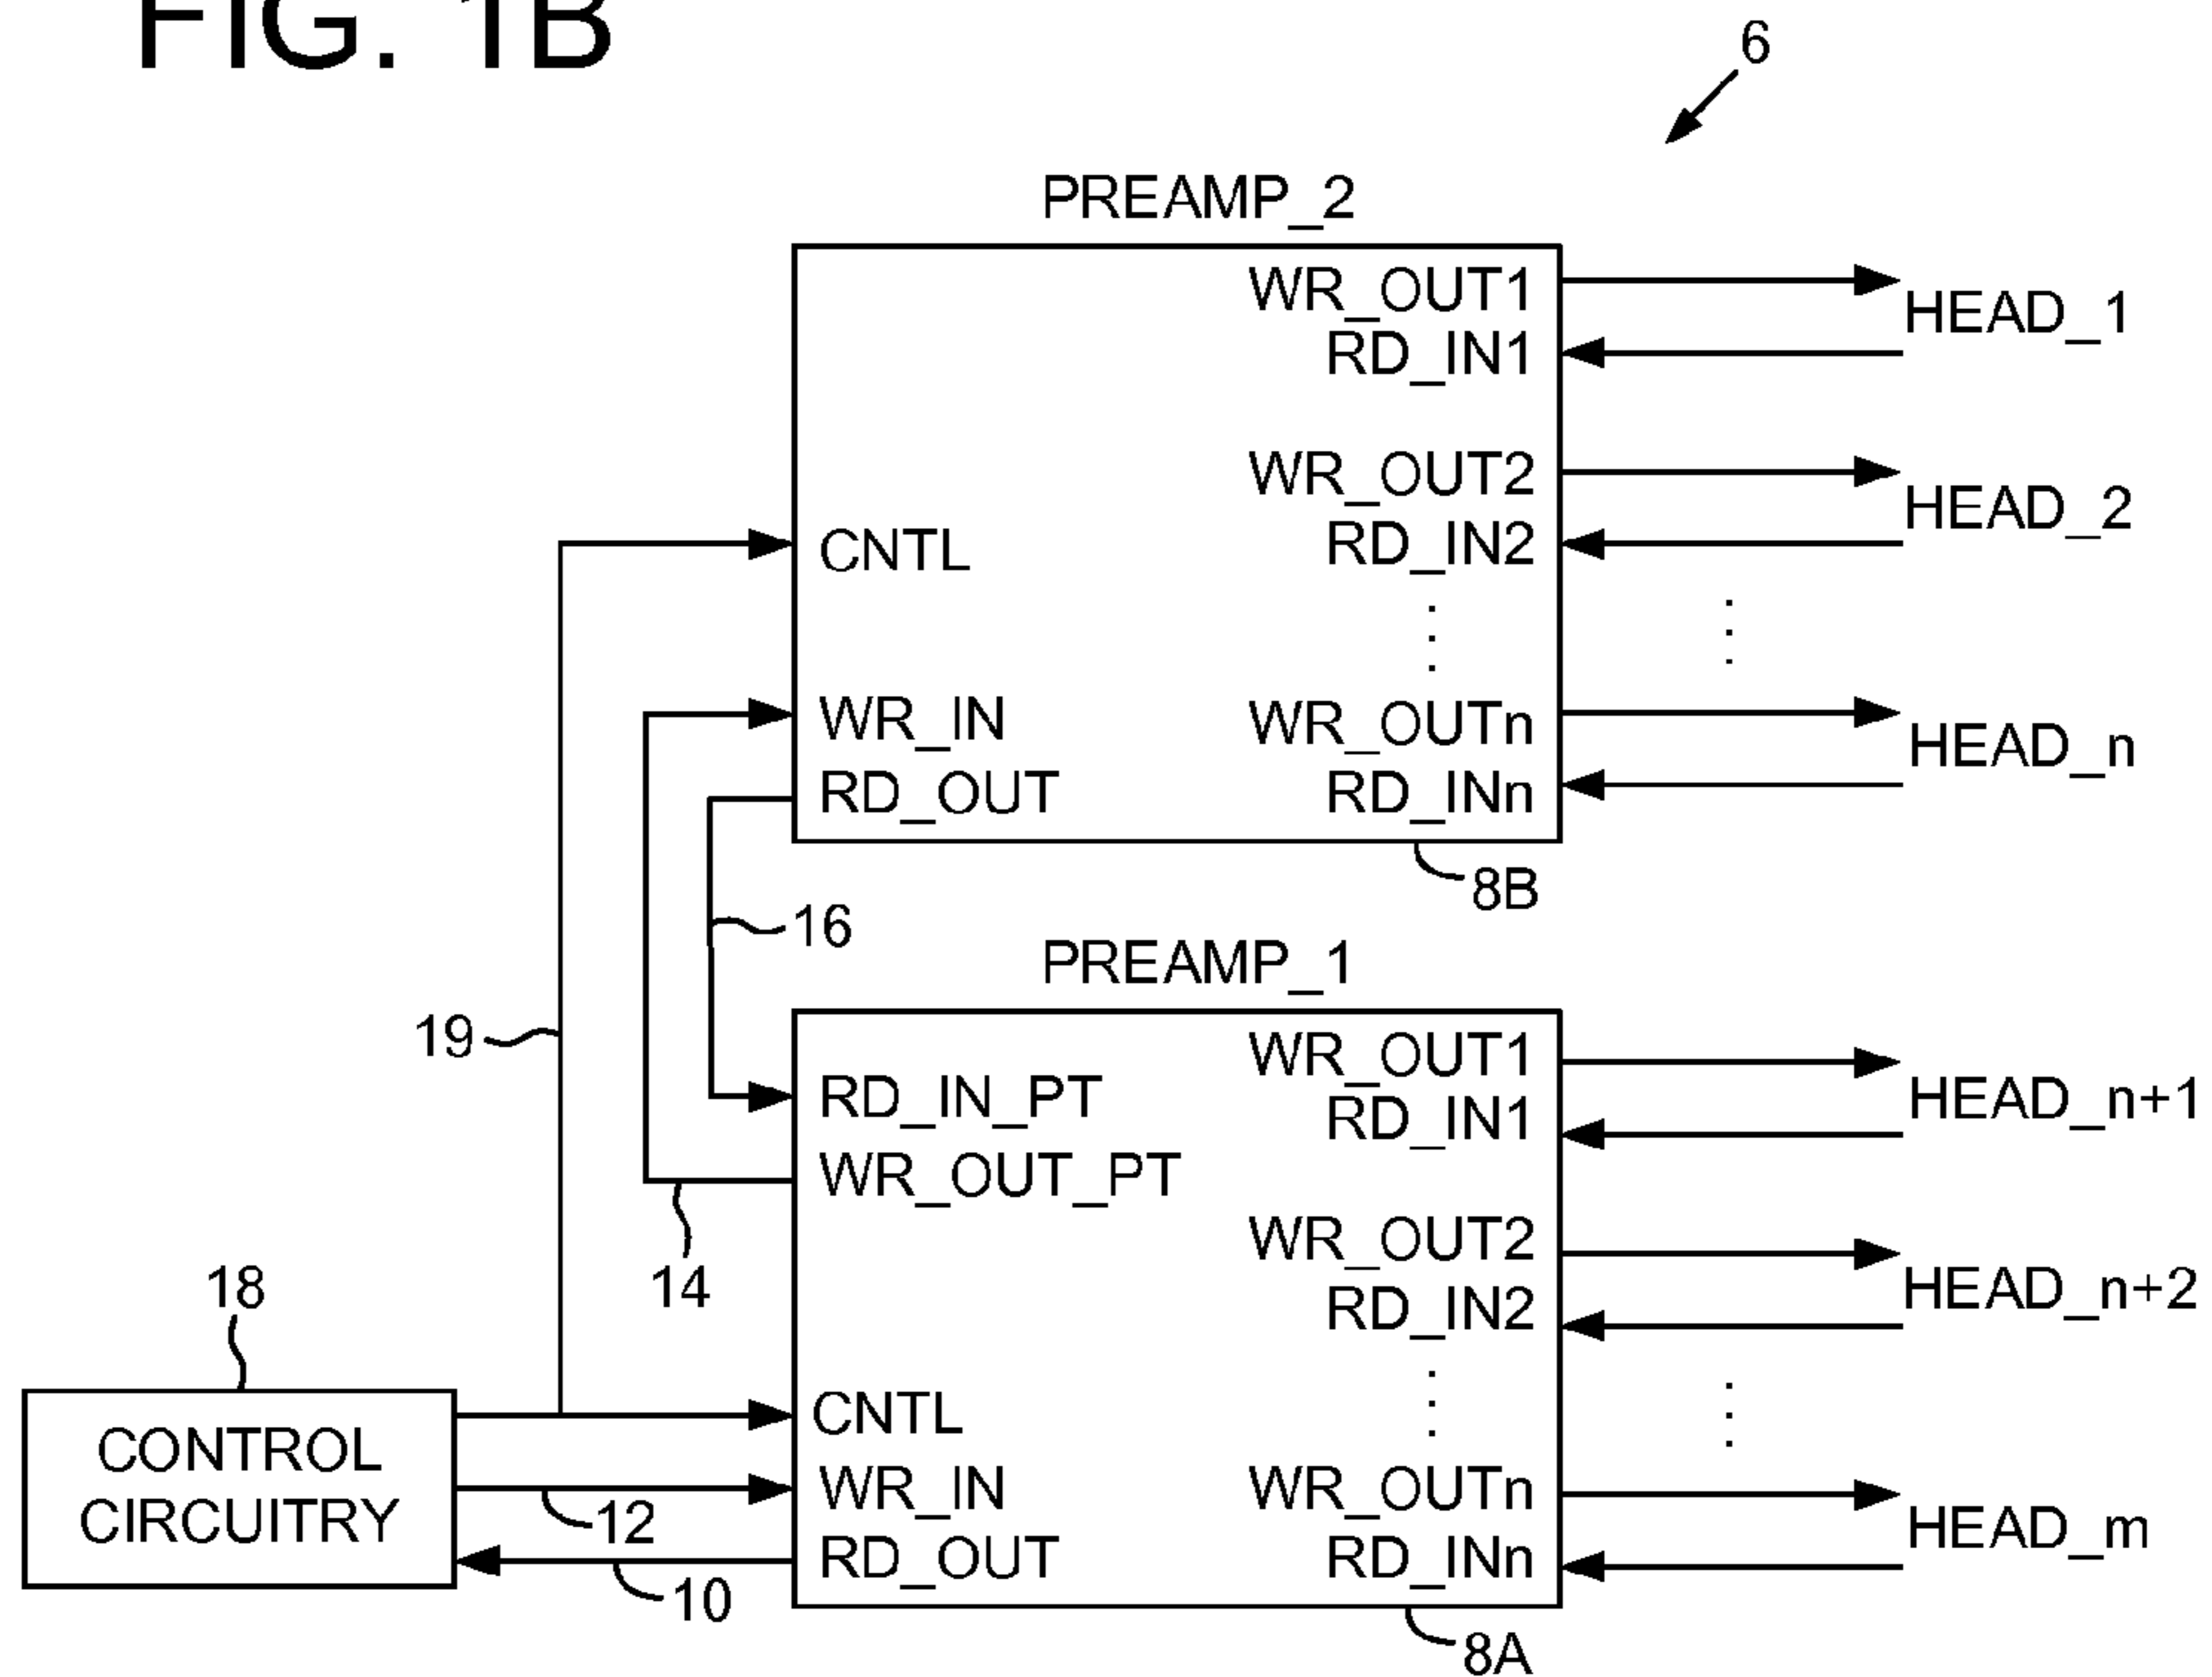 FIG. 1B
6
PREAMP_2
WR_OUT1
HEAD_1
RD_IN1
WR_OUT2
HEAD_2
CNTL
RD_IN2
WR_IN
WR_OUTn
HEAD_n
RD_OUT
RD_INn
8B
16
PREAMP_1
19
WR_OUT1
RD_IN_PT
HEAD_n+1
RD_IN1
WR_OUT_PT
WR_OUT2
14
HEAD_n+2
18
RD_IN2
CNTL
CONTROL
CIRCUITRY
WR_IN
WR_OUTn
12
HEAD_m
RD_OUT
RD_INn
10
8A